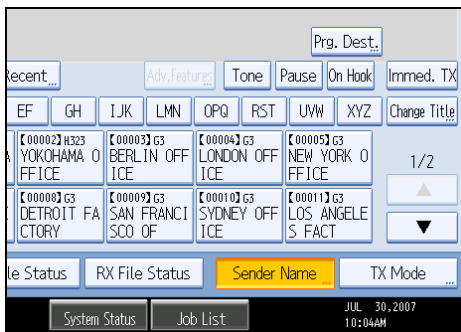 Prg. Dest.
Recent
Adv.Features
Tone
Pause
On Hook
Immed. TX
EF
GH
IJK
LMN
OPQ
RST
UVW
XYZ
Change Title
【00002】H323
YOKOHAMA O
FFICE
【00003】G3
BERLIN OFF
ICE
【00004】G3
LONDON OFF
ICE
【00005】G3
NEW YORK O
FFICE
1/2
【00008】G3
DETROIT FA
CTORY
【00009】G3
SAN FRANCI
SCO OF
【00010】G3
SYDNEY OFF
ICE
【00011】G3
LOS ANGELE
S FACT
le Status
RX File Status
Sender Name
TX Mode
System Status
Job List
JUL 30,2007
10:04AM